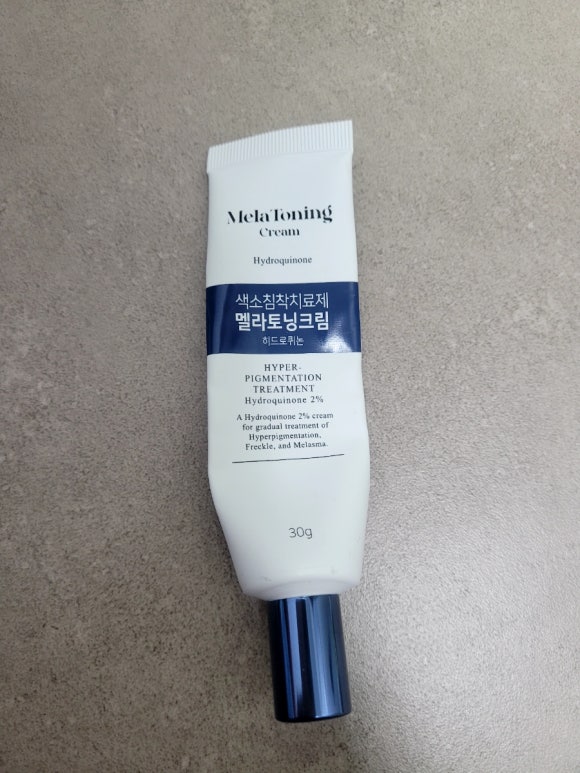 MelaToning
Cream
Hydroquinone
색소침착치료제
멜라토닝크림
히드로퀴논
HYPER-
PIGMENTATION
TREATMENT
Hydroquinone 2%
A Hydroquinone 2% cream
for gradual treatment of
Hyperpigmentation,
Freckle, and Melasma.
30g